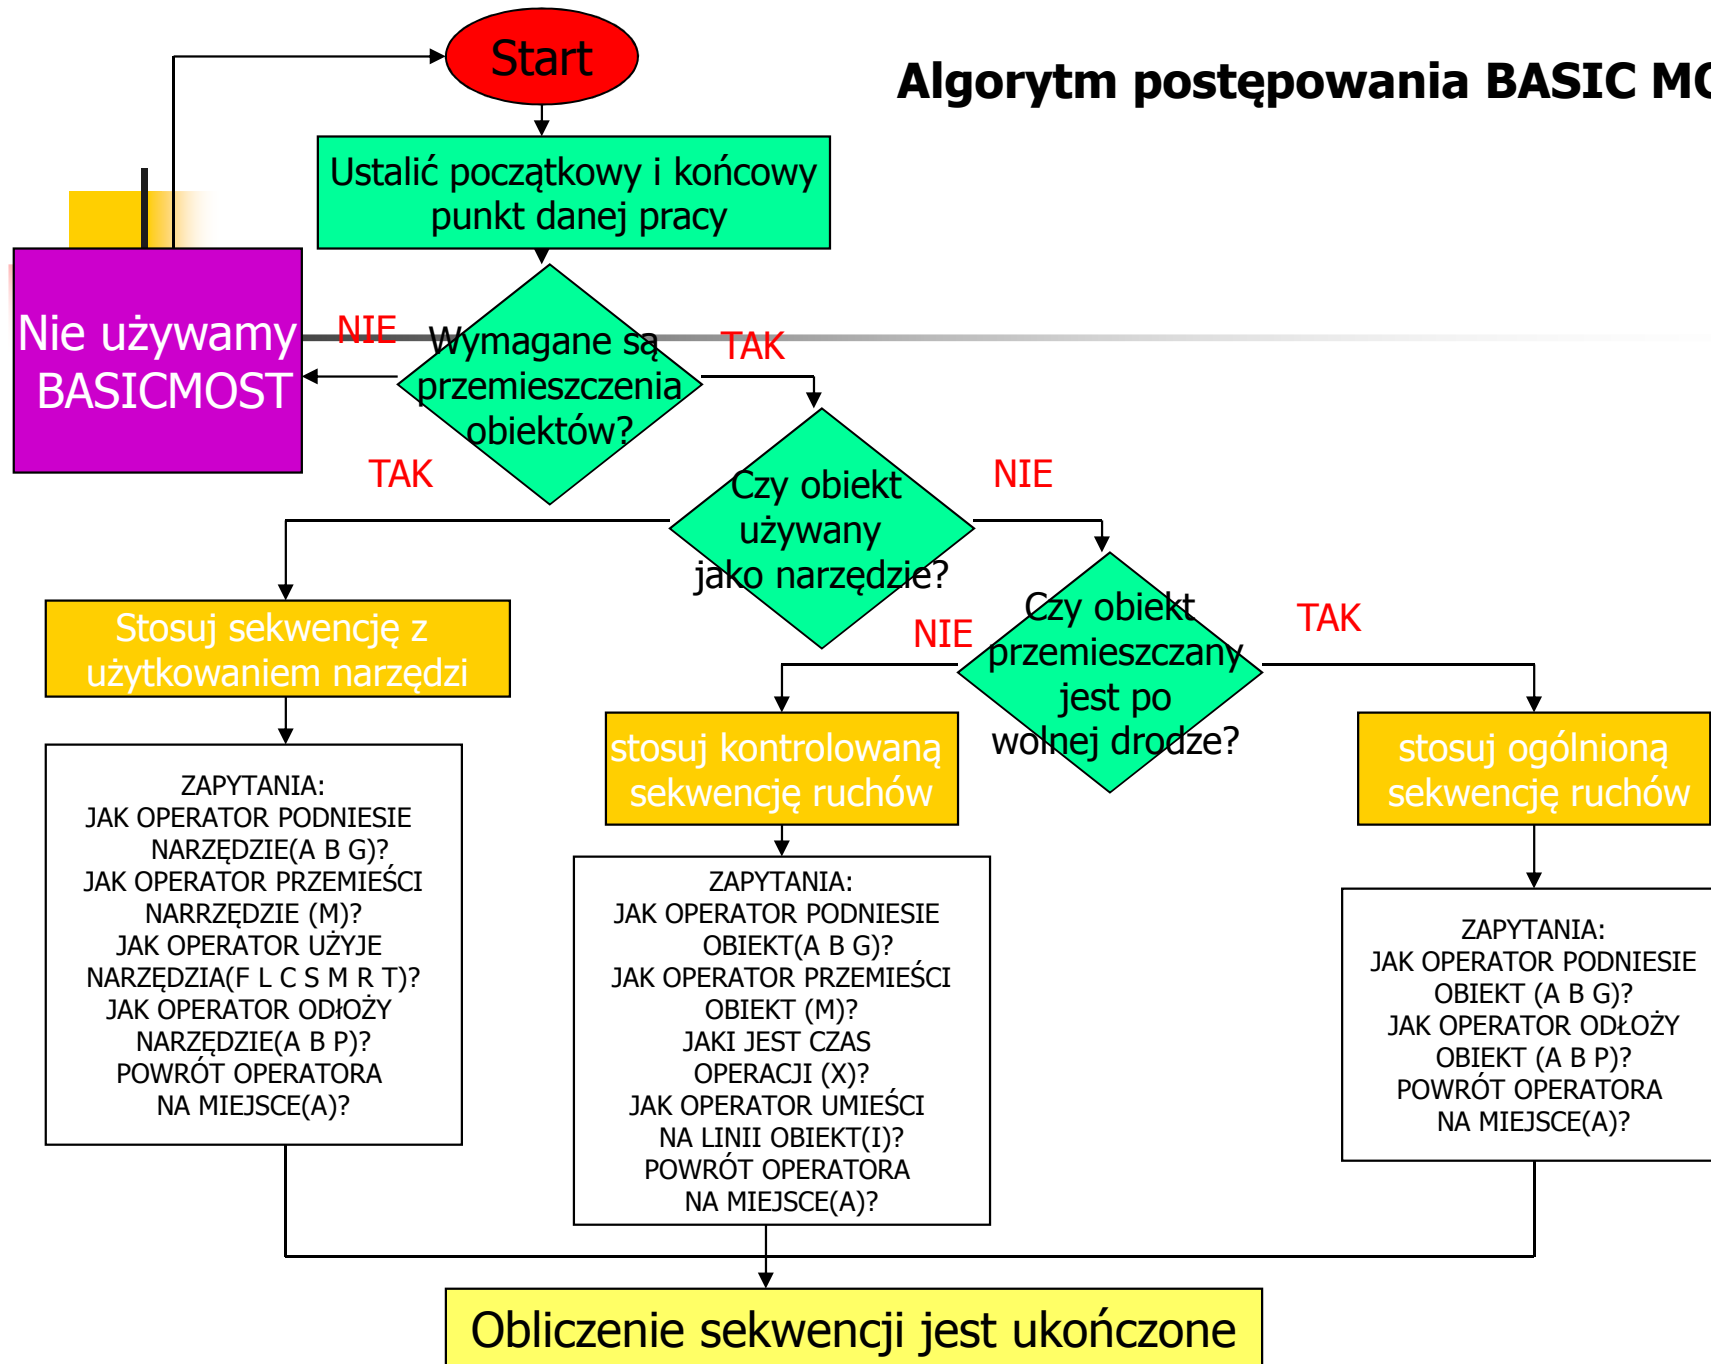 Start
Algorytm postępowania BASIC MO
Ustalić początkowy i końcowy
punkt danej pracy
Nie używamy
BASICMOST
NIE
Wymagane są
przemieszczenia
obiektów?
TAK
TAK
Czy obiekt
używany
jako narzędzie?
NIE
Stosuj sekwencję z
użytkowaniem narzędzi
NIE
Czy obiekt
przemieszczany
jest po
wolnej drodze?
TAK
stosuj kontrolowaną
sekwencję ruchów
stosuj ogólnioną
sekwencję ruchów
ZAPYTANIA:
JAK OPERATOR PODNIESIE
NARZĘDZIE(A B G)?
JAK OPERATOR PRZEMIEŚCI
NARRZĘDZIE (M)?
JAK OPERATOR UŻYJE
NARZĘDZIA(F L C S M R T)?
JAK OPERATOR ODłOŻY
NARZĘDZIE(A B P)?
POWRÓT OPERATORA
NA MIEJSCE(A)?
ZAPYTANIA:
JAK OPERATOR PODNIESIE
OBIEKT(A B G)?
JAK OPERATOR PRZEMIEŚCI
OBIEKT (M)?
JAKI JEST CZAS
OPERACJI (X)?
JAK OPERATOR UMIEŚCI
NA LINII OBIEKT(I)?
POWRÓT OPERATORA
NA MIEJSCE(A)?
ZAPYTANIA:
JAK OPERATOR PODNIESIE
OBIEKT (A B G)?
JAK OPERATOR ODŁOŻY
OBIEKT (A B P)?
POWRÓT OPERATORA
NA MIEJSCE(A)?
Obliczenie sekwencji jest ukończone